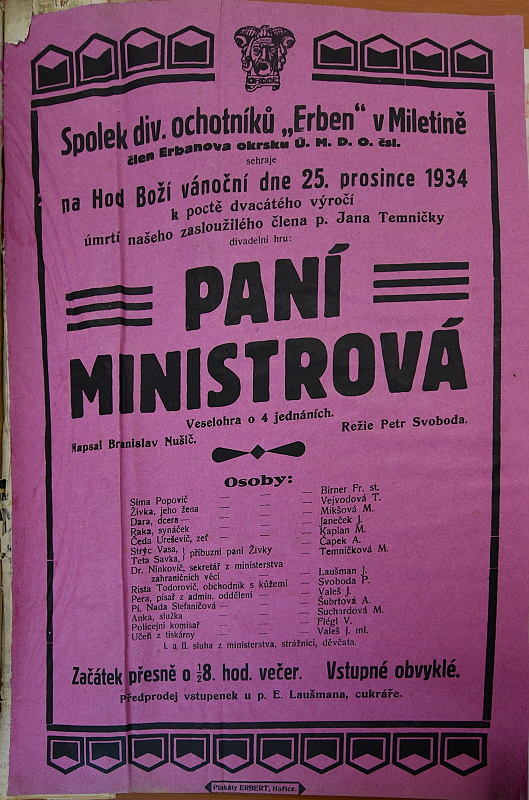 Spolek div. ochotníků „Erben“ v Miletíně
člen Erbanova okrsku Ú. M. D. O. čsl.
sehraje
na Hod Boží vánoční dne 25. prosince 1934
k poctě dvacátého výročí
úmrtí našeho zasloužilého člena p. Jana Temničky
divadelní hru:
PANÍ
MINISTROVÁ
Veselohra o 4 jednáních.
Napsal Branislav Nušič. Režie Petr Svoboda.
Osoby:
Sima Popovič — — — Birner Fr. st.
Živka, jeho žena — — — Vejvodová T.
Dara, dcera — — — Mikšová M.
Raka, synáček — — — Janeček J.
Čeda Ureševič, zeť — — — Kaplan M.
Strýc Vasa, } příbuzní paní Živky — Čapek A.
Teta Savka, — Temničková M.
Dr. Ninkovič, sekretář z ministerstva
zahraničních věcí — — Laušman J.
Rista Todorovič, obchodník s kůžemi — Svoboda P.
Pera, písař z admin. oddělení — — Valeš J.
Pí. Nada Stefaničová — — — Šubrtová A.
Anka, služka — — — Suchardová M.
Policejní komisař — — — Flégl V.
Učeň z tiskárny — — — Valeš J. ml.
I. a II. sluha z ministerstva, strážníci, děvčata.
Začátek přesně o ½8. hod. večer. Vstupné obvyklé.
Předprodej vstupenek u p. E. Laušmana, cukráře.
Plakáty ERBERT, Hořice.